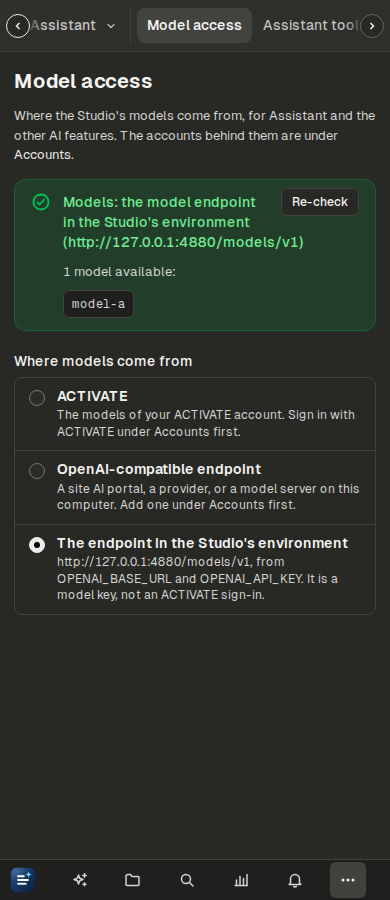 Assistant
Model access
Assistant tool
Model access
Where the Studio's models come from, for Assistant and the
other AI features. The accounts behind them are under
Accounts.
Models: the model endpoint
in the Studio's environment
(http://127.0.0.1:4880/models/v1)
Re-check
1 model available:
model-a
Where models come from
ACTIVATE
The models of your ACTIVATE account. Sign in with
ACTIVATE under Accounts first.
OpenAI-compatible endpoint
A site AI portal, a provider, or a model server on this
computer. Add one under Accounts first.
The endpoint in the Studio's environment
http://127.0.0.1:4880/models/v1, from
OPENAI_BASE_URL and OPENAI_API_KEY. It is a
model key, not an ACTIVATE sign-in.